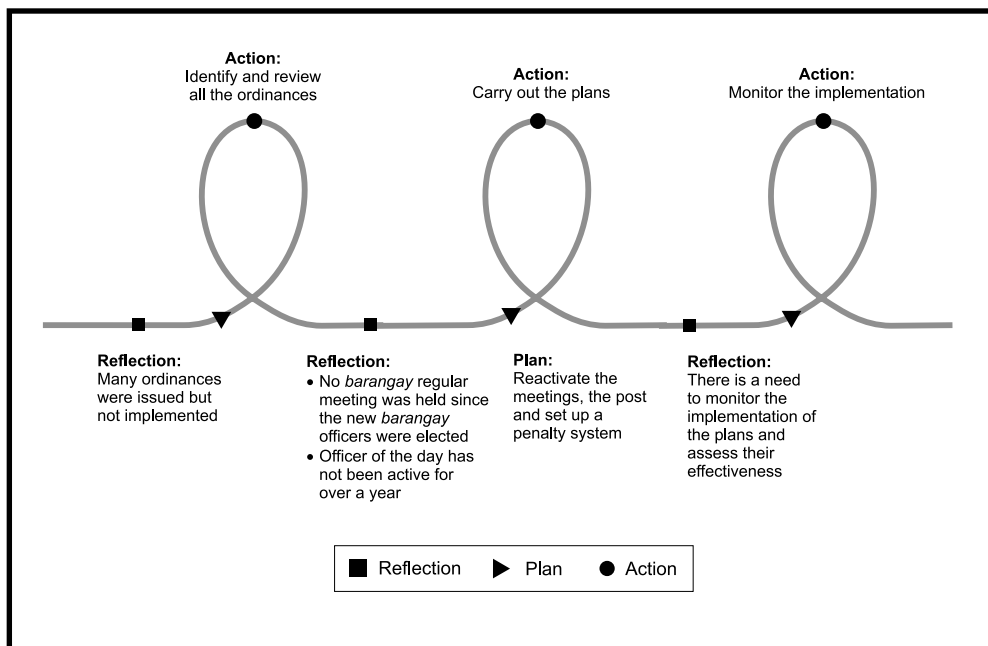 Action:
Identify and review
all the ordinances
Action:
Carry out the plans
Action:
Monitor the implementation
Reflection:
Many ordinances
were issued but
not implemented
Reflection:
• No barangay regular
meeting was held since
the new barangay
officers were elected
• Officer of the day has
not been active for
over a year
Plan:
Reactivate the
meetings, the post
and set up a
penalty system
Reflection:
There is a need
to monitor the
implementation of
the plans and
assess their
effectiveness
Reflection
Plan
Action